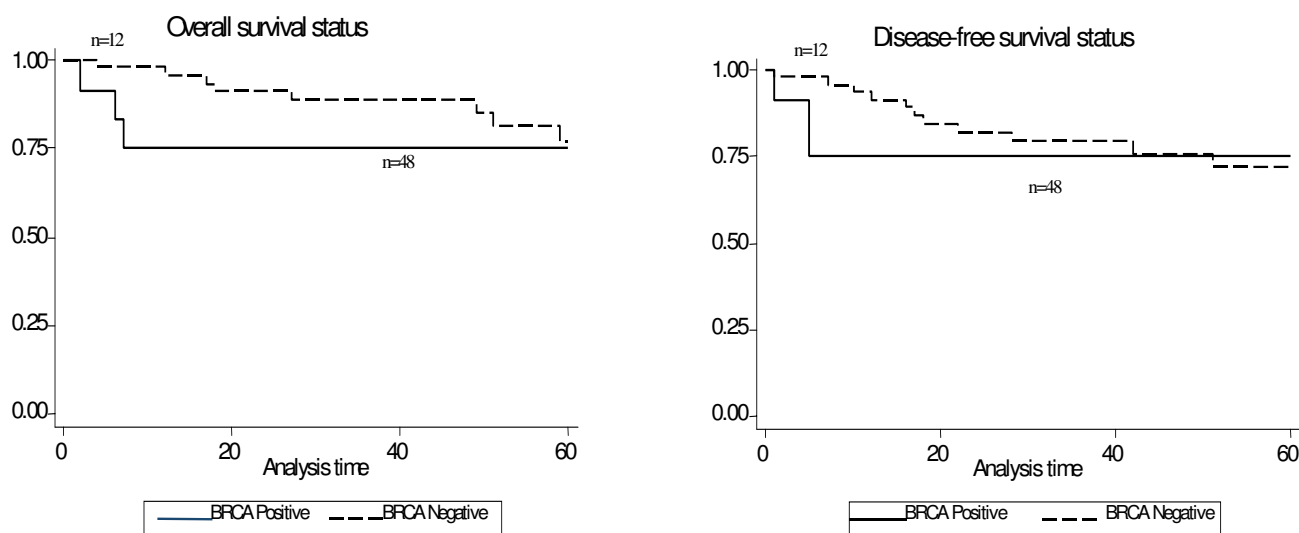 Overall survival status
n=12
1.00
0.75
n=48
0.50
0.25
0.00
0 20 40 60
Analysis time
BRCA Positive BRCA Negative
Disease-free survival status
n=12
1.00
0.75
n=48
0.50
0.25
0.00
0 20 40 60
Analysis time
BRCA Positive BRCA Negative